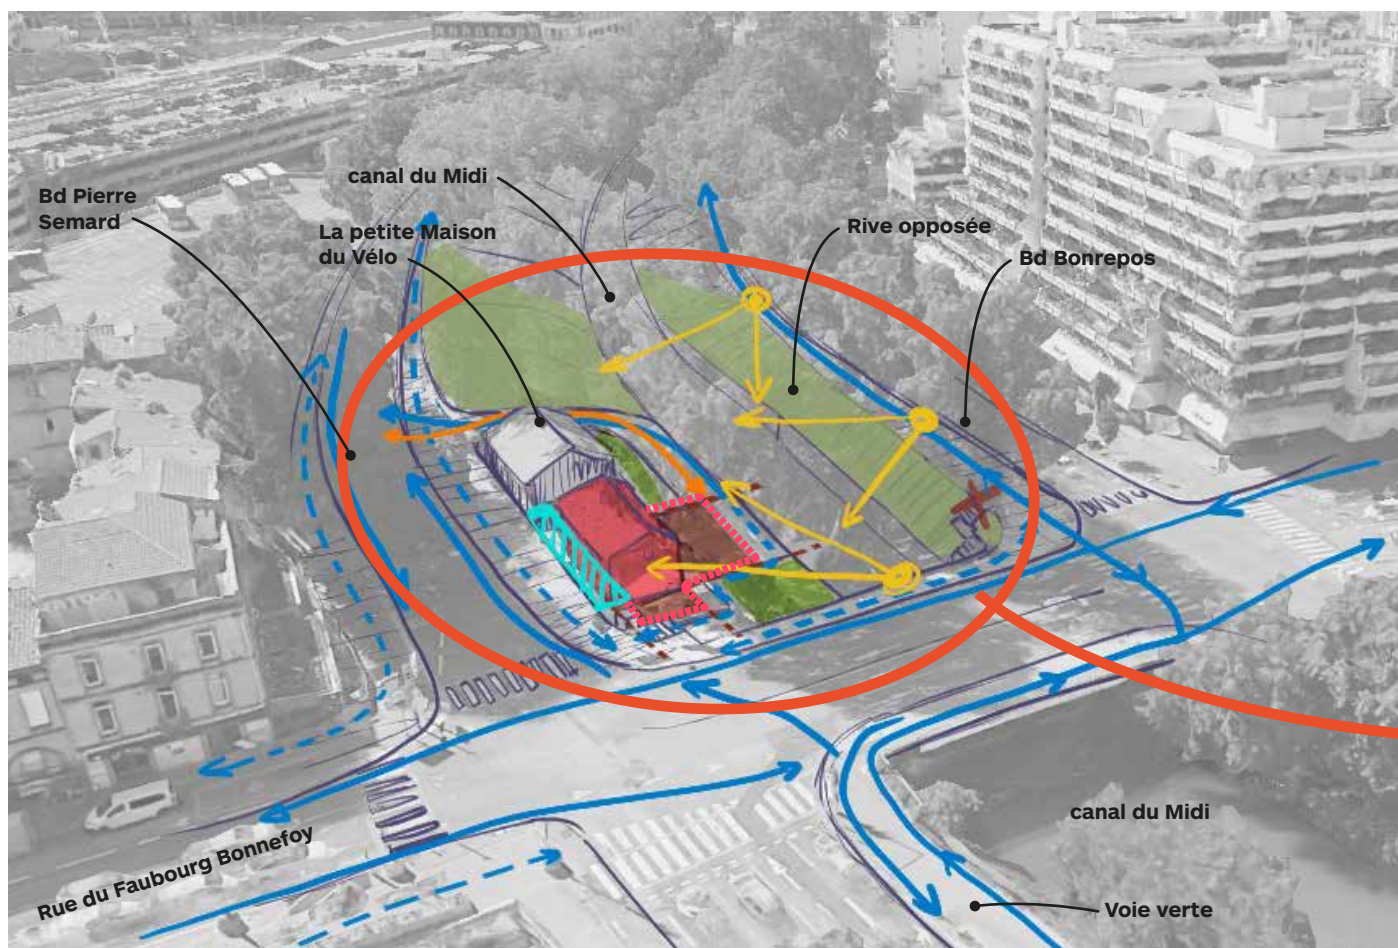 Bd Pierre
Semard
canal du Midi
La petite Maison
du Vélo
Rive opposée
Bd Bonrepos
canal du Midi
Rue du Faubourg Bonnefoy
Voie verte